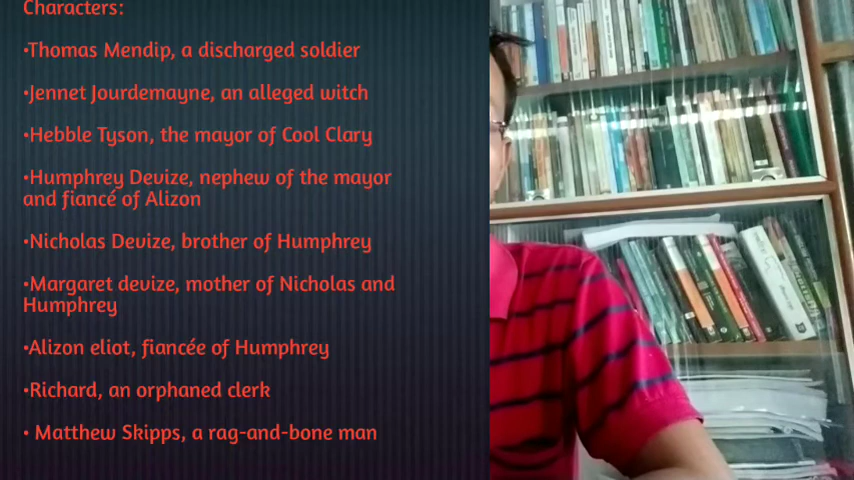 Characters:
•Thomas Mendip, a discharged soldier
•Jennet Jourdemayne, an alleged witch
•Hebble Tyson, the mayor of Cool Clary
•Humphrey Devize, nephew of the mayor
and fiancé of Alizon
•Nicholas Devize, brother of Humphrey
•Margaret devize, mother of Nicholas and
Humphrey
•Alizon eliot, fiancée of Humphrey
•Richard, an orphaned clerk
• Matthew Skipps, a rag-and-bone man